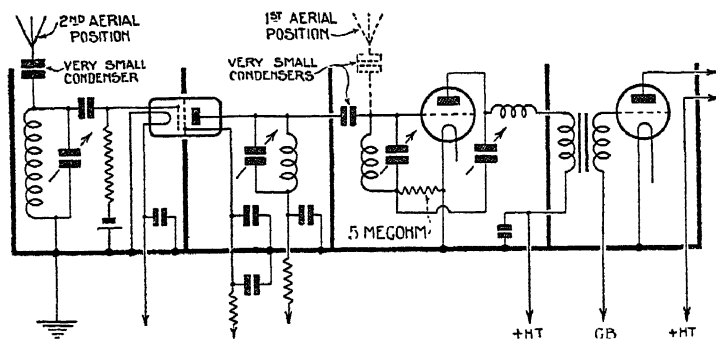 2ND AERIAL
POSITION
VERY SMALL
CONDENSER
1ST AERIAL
POSITION
VERY SMALL
CONDENSERS
.5 MEGOHM
+HT
GB
+HT